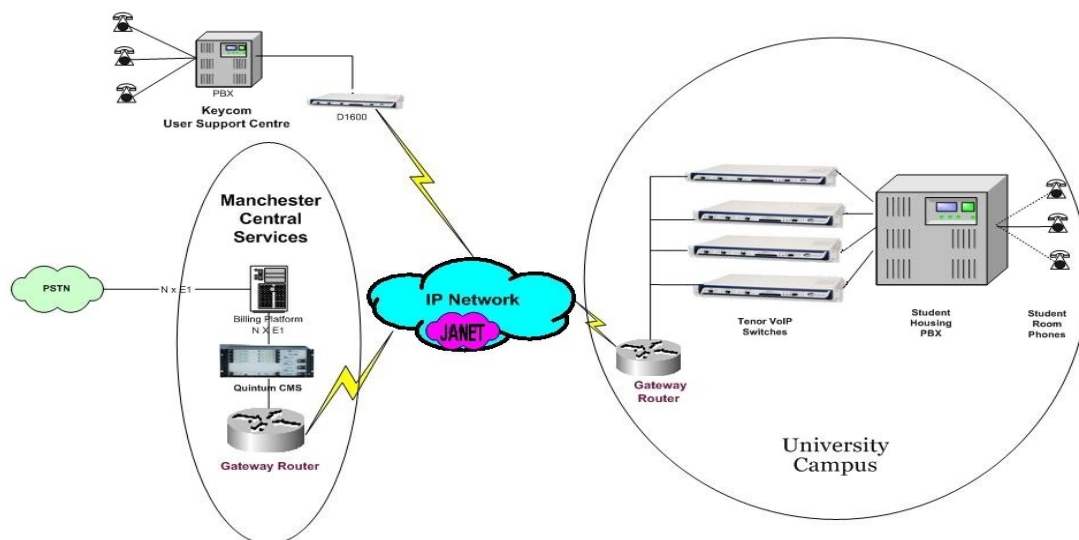 PBX
Keycom
User Support Centre
D1600
Manchester
Central
Services
PSTN
N x E1
Billing Platform
N X E1
Quintum CMS
Gateway Router
IP Network
JANET
Gateway
Router
Tenor VoIP
Switches
Student
Housing
PBX
Student
Room
Phones
University
Campus